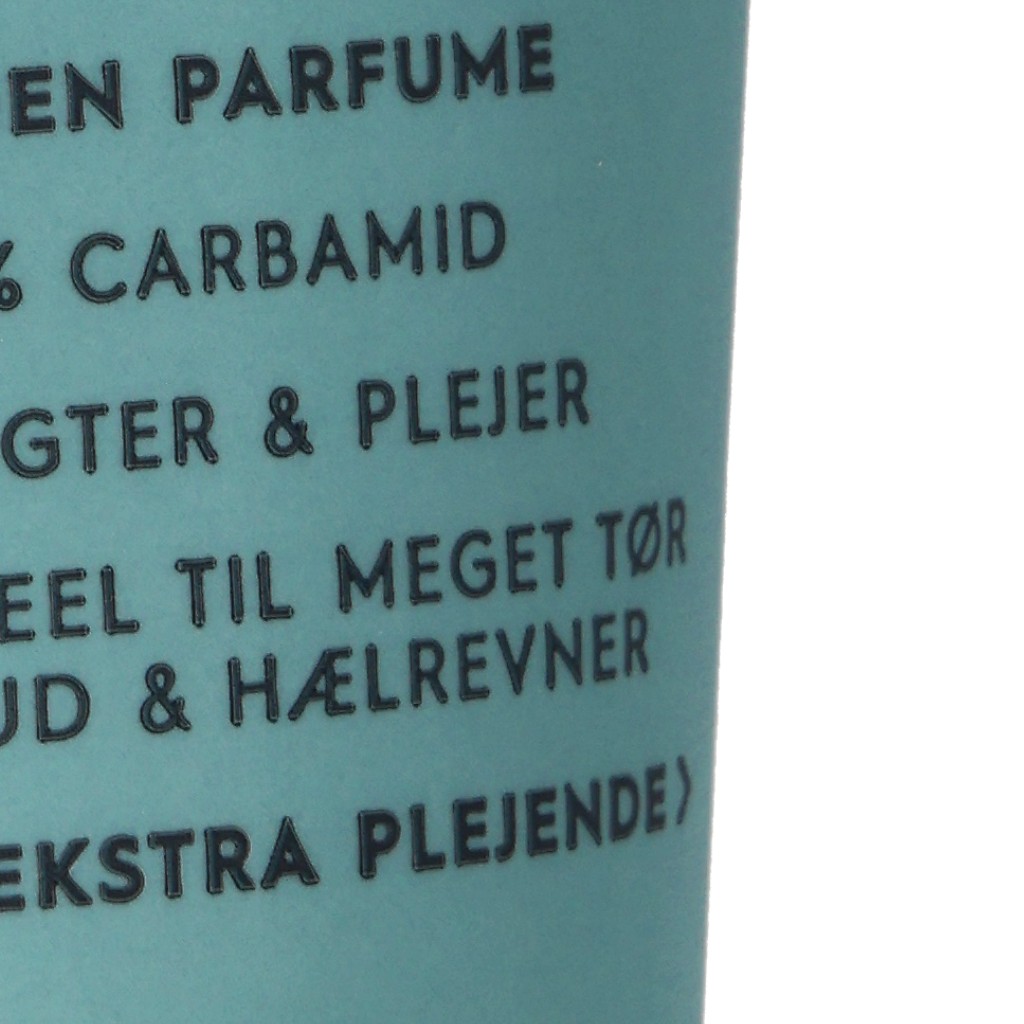 EN PARFUME
% CARBAMID
GTER & PLEJER
EEL TIL MEGET TØR
UD & HÆLREVNER
EKSTRA PLEJENDE〉